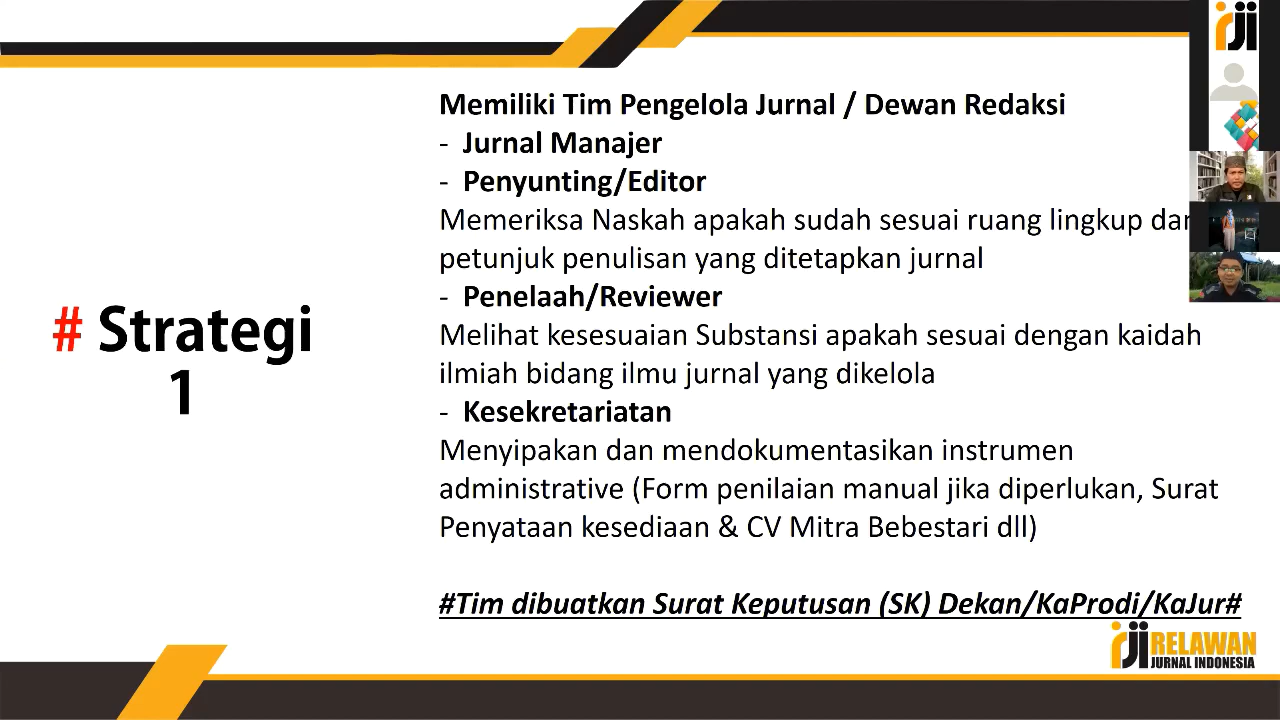 # Strategi
1
Memiliki Tim Pengelola Jurnal / Dewan Redaksi
- Jurnal Manajer
- Penyunting/Editor
Memeriksa Naskah apakah sudah sesuai ruang lingkup dan
petunjuk penulisan yang ditetapkan jurnal
- Penelaah/Reviewer
Melihat kesesuaian Substansi apakah sesuai dengan kaidah
ilmiah bidang ilmu jurnal yang dikelola
- Kesekretariatan
Menyipakan dan mendokumentasikan instrumen
administrative (Form penilaian manual jika diperlukan, Surat
Penyataan kesediaan & CV Mitra Bebestari dll)
#Tim dibuatkan Surat Keputusan (SK) Dekan/KaProdi/KaJur#
rji
rji RELAWAN
JURNAL INDONESIA